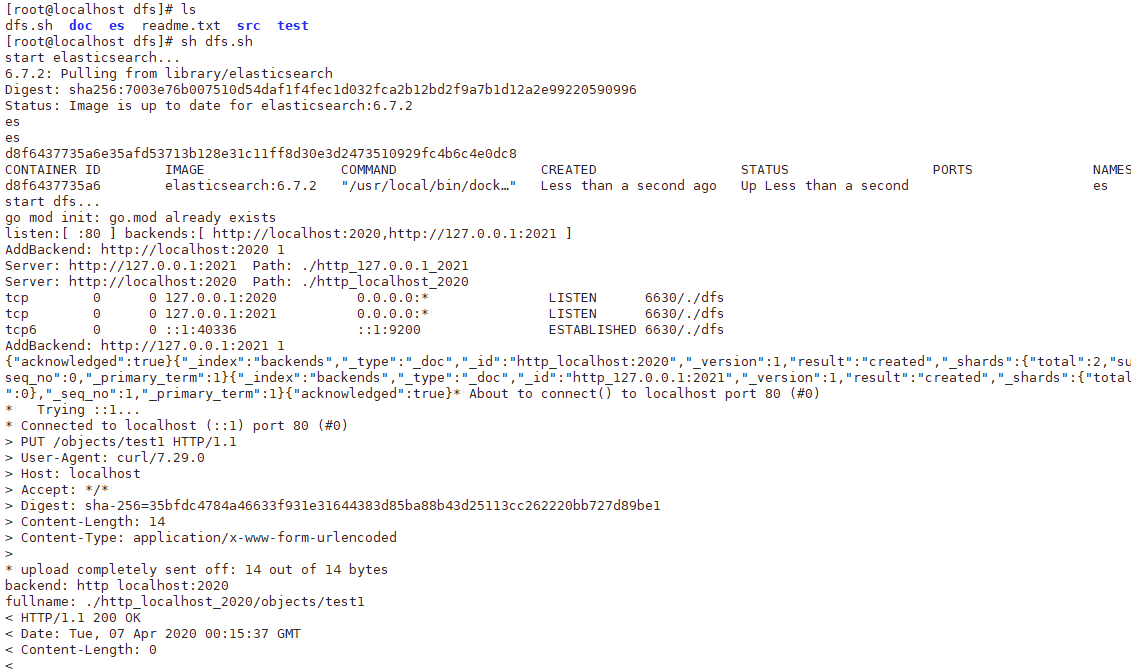 [root@localhost dfs]# ls
dfs.sh  doc  es  readme.txt  src  test
[root@localhost dfs]# sh dfs.sh
start elasticsearch...
6.7.2: Pulling from library/elasticsearch
Digest: sha256:7003e76b007510d54daf1f4fec1d032fca2b12bd2f9a7b1d12a2e99220590996
Status: Image is up to date for elasticsearch:6.7.2
es
es
d8f6437735a6e35afd53713b128e31c11ff8d30e3d2473510929fc4b6c4e0dc8
CONTAINER ID        IMAGE                 COMMAND                  CREATED                  STATUS                  PORTS               NAMES
d8f6437735a6        elasticsearch:6.7.2   "/usr/local/bin/dock…"   Less than a second ago   Up Less than a second                       es
start dfs...
go mod init: go.mod already exists
listen:[ :80 ] backends:[ http://localhost:2020,http://127.0.0.1:2021 ]
AddBackend: http://localhost:2020 1
Server: http://127.0.0.1:2021  Path: ./http_127.0.0.1_2021
Server: http://localhost:2020  Path: ./http_localhost_2020
tcp        0      0 127.0.0.1:2020          0.0.0.0:*               LISTEN      6630/./dfs
tcp        0      0 127.0.0.1:2021          0.0.0.0:*               LISTEN      6630/./dfs
tcp6       0      0 ::1:40336               ::1:9200                ESTABLISHED 6630/./dfs
AddBackend: http://127.0.0.1:2021 1
{"acknowledged":true}{"_index":"backends","_type":"_doc","_id":"http_localhost:2020","_version":1,"result":"created","_shards":{"total":2,"su
seq_no":0,"_primary_term":1}{"_index":"backends","_type":"_doc","_id":"http_127.0.0.1:2021","_version":1,"result":"created","_shards":{"total
":0},"_seq_no":1,"_primary_term":1}{"acknowledged":true}* About to connect() to localhost port 80 (#0)
*   Trying ::1...
* Connected to localhost (::1) port 80 (#0)
> PUT /objects/test1 HTTP/1.1
> User-Agent: curl/7.29.0
> Host: localhost
> Accept: */*
> Digest: sha-256=35bfdc4784a46633f931e31644383d85ba88b43d25113cc262220bb727d89be1
> Content-Length: 14
> Content-Type: application/x-www-form-urlencoded
>
* upload completely sent off: 14 out of 14 bytes
backend: http localhost:2020
fullname: ./http_localhost_2020/objects/test1
< HTTP/1.1 200 OK
< Date: Tue, 07 Apr 2020 00:15:37 GMT
< Content-Length: 0
<